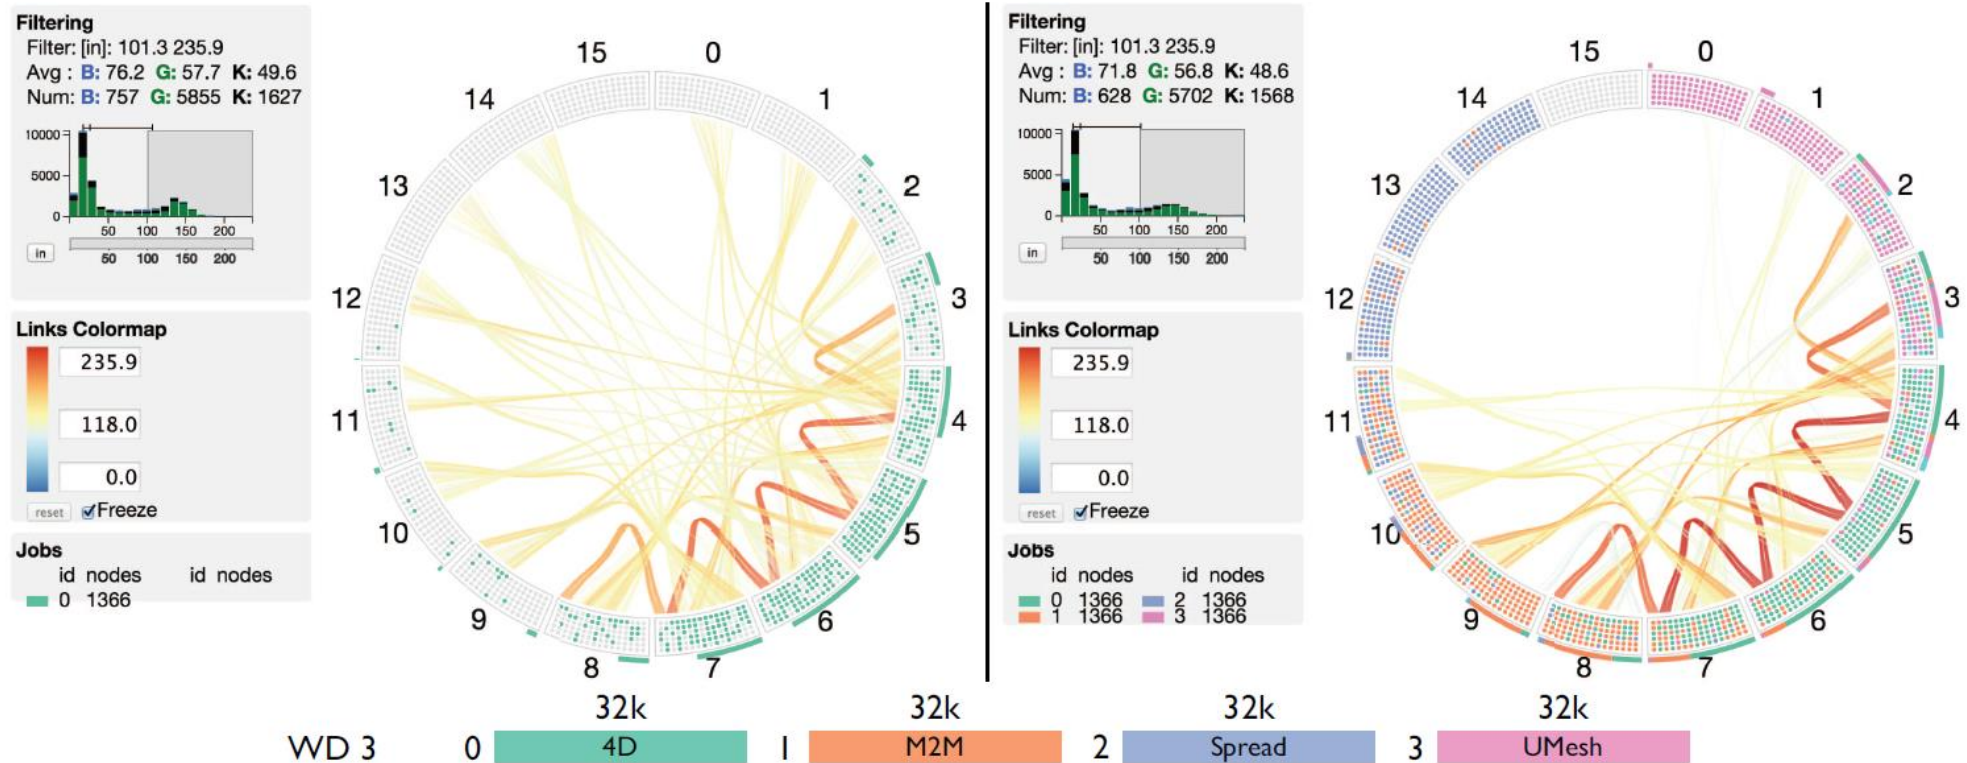 Filtering
Filter: [in]: 101.3 235.9
Avg : B: 76.2 G: 57.7 K: 49.6
Num: B: 757 G: 5855 K: 1627
10000
5000
0
50 100 150 200
in
50 100 150 200
Links Colormap
235.9
118.0
0.0
reset Freeze
Jobs
id nodes id nodes
0 1366
0
1
2
3
4
5
6
7
8
9
10
11
12
13
14
15
Filtering
Filter: [in]: 101.3 235.9
Avg : B: 71.8 G: 56.8 K: 48.6
Num: B: 628 G: 5702 K: 1568
10000
5000
0
50 100 150 200
in
50 100 150 200
Links Colormap
235.9
118.0
0.0
reset Freeze
Jobs
id nodes id nodes
0 1366 2 1366
1 1366 3 1366
0
1
2
3
4
5
6
7
8
9
10
11
12
13
14
15
32k 32k 32k 32k
WD 3 0 4D 1 M2M 2 Spread 3 UMesh